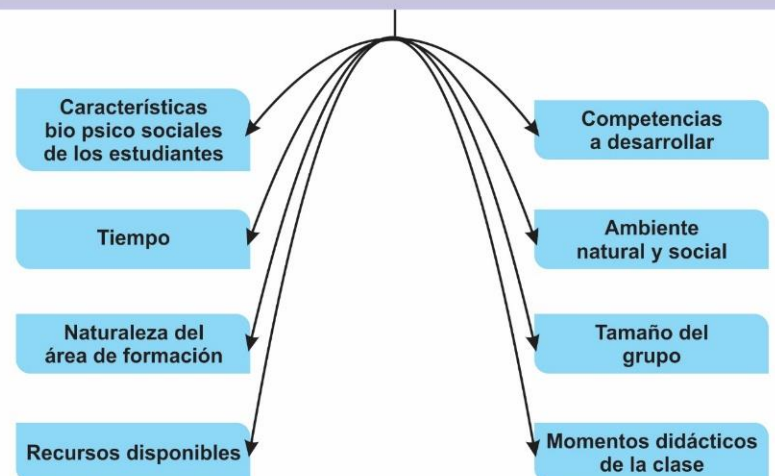 Características
bio psico sociales
de los estudiantes
Tiempo
Naturaleza del
área de formación
Recursos disponibles
Competencias
a desarrollar
Ambiente
natural y social
Tamaño del
grupo
Momentos didácticos
de la clase